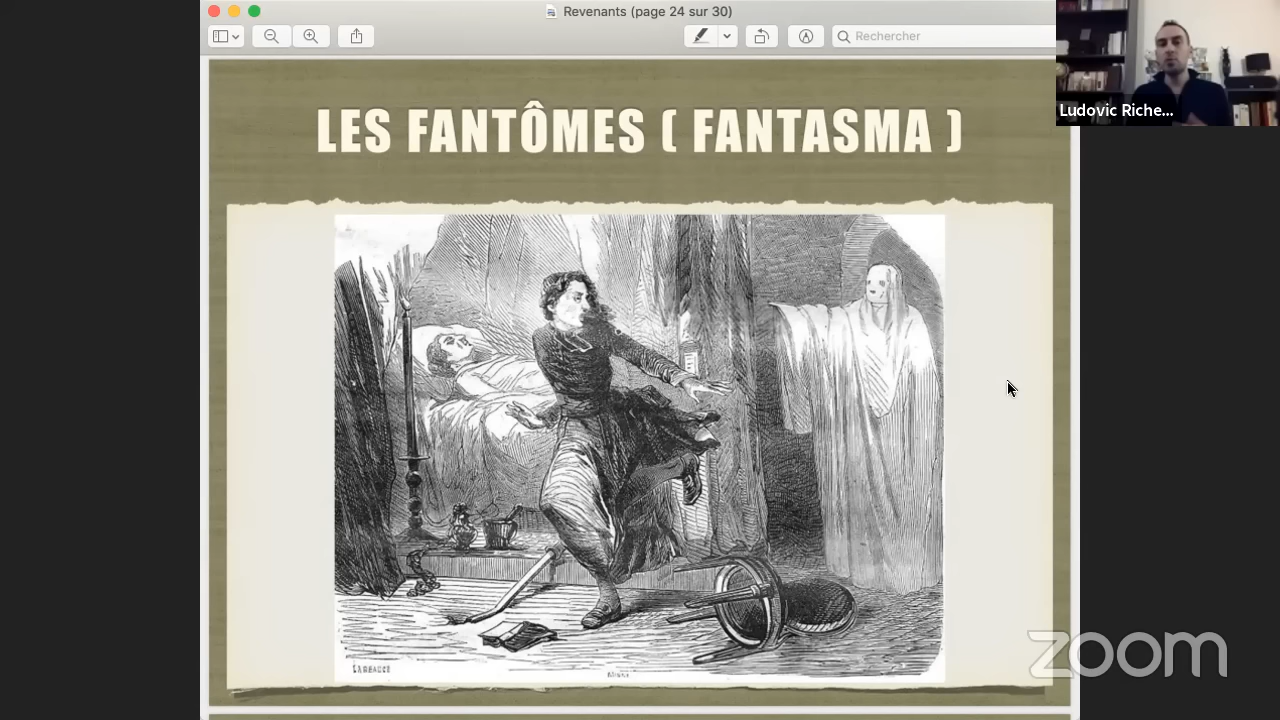 Revenants (page 24 sur 30)
Rechercher
Ludovic Riche...
LES FANTÔMES ( FANTASMA )
zoom